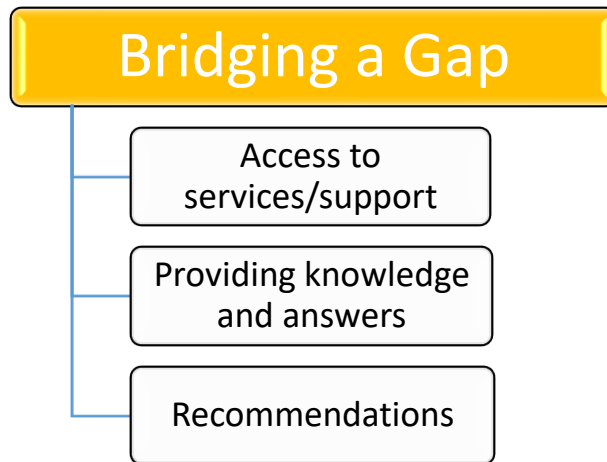 Bridging a Gap
Access to
services/support
Providing knowledge
and answers
Recommendations